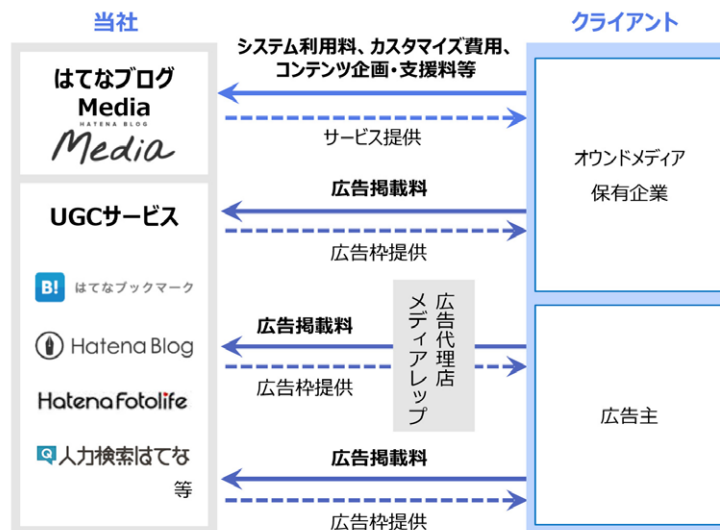 当社
クライアント
はてなブログ
Media
HATENA BLOG
Media
システム利用料、カスタマイズ費用、
コンテンツ企画・支援料等
サービス提供
オウンドメディア
保有企業
UGCサービス
広告掲載料
広告枠提供
B! はてなブックマーク
Hatena Blog
Hatena Fotolife
Q 人力検索はてな
等
広告掲載料
広告枠提供
広告代理店
メディアレップ
広告主
広告掲載料
広告枠提供